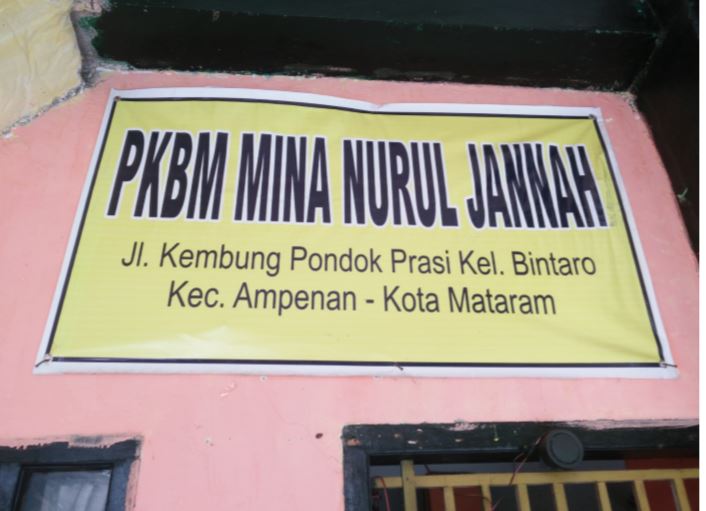 PKBM MINA NURUL JANNAH
Jl. Kembung Pondok Prasi Kel. Bintaro
Kec. Ampenan - Kota Mataram